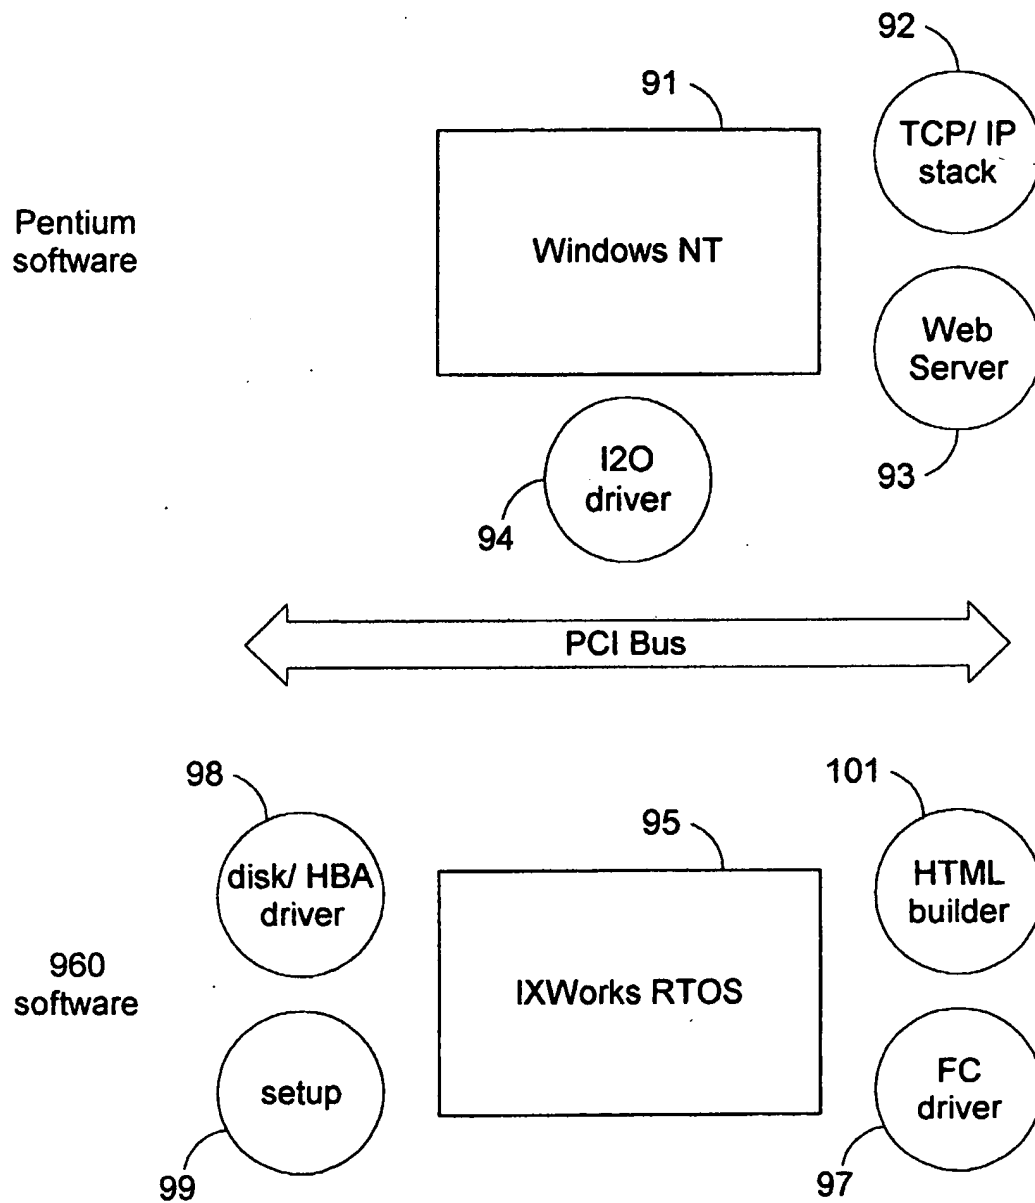 92
91
TCP/ IP
stack
Pentium
software
Windows NT
Web
Server
93
I2O
driver
94
PCI Bus
98
101
95
disk/ HBA
driver
HTML
builder
960
software
IXWorks RTOS
setup
FC
driver
99
97